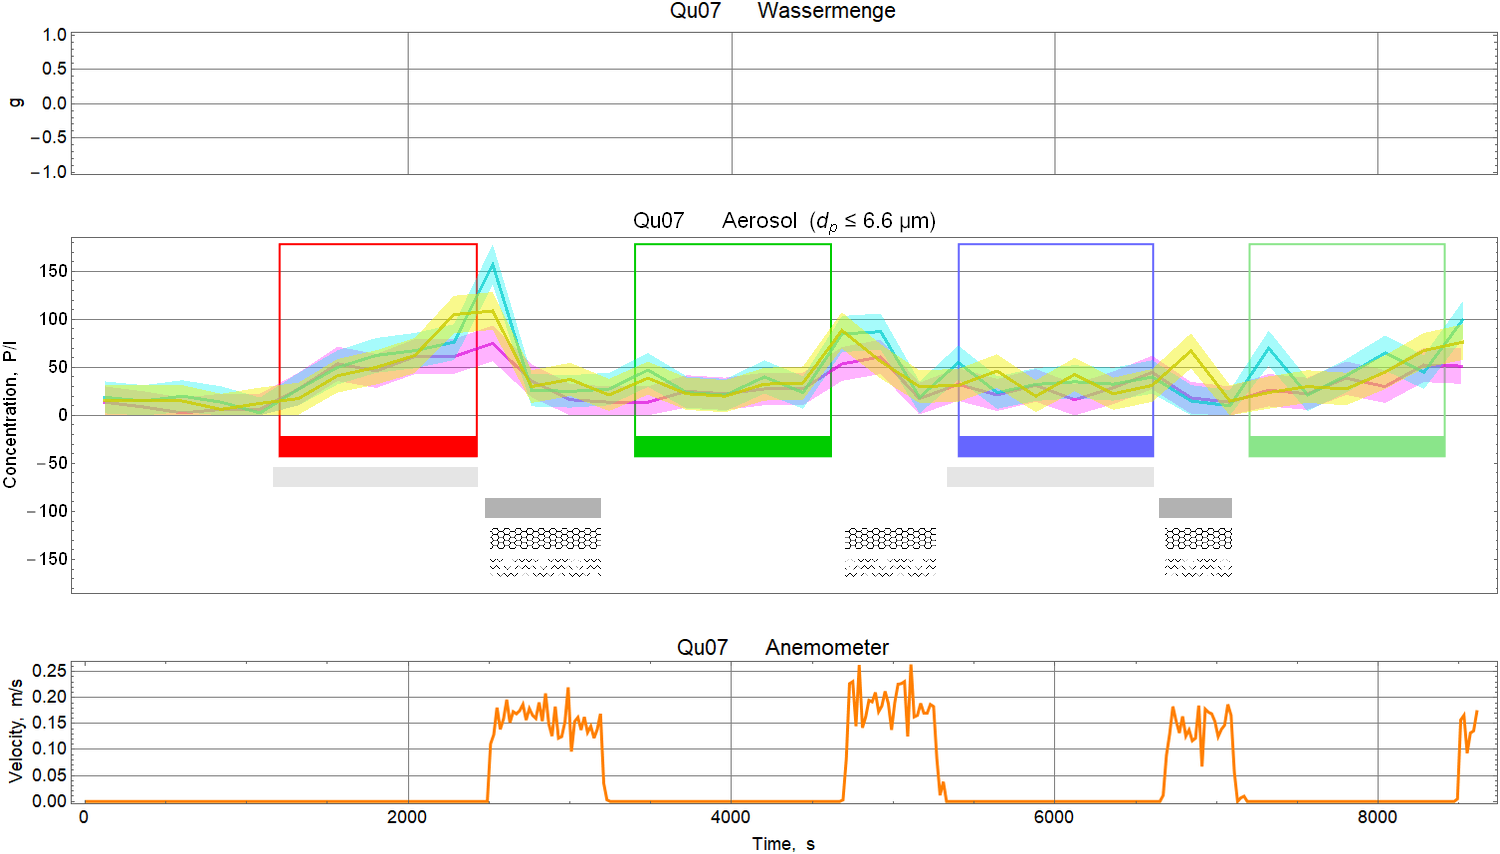 Qu07 Wassermenge
1.0
0.5
0.0
−0.5
−1.0
g
Qu07 Aerosol (dp ≤ 6.6 μm)
150
100
50
0
−50
−100
−150
Concentration, P/l
Qu07 Anemometer
0.25
0.20
0.15
0.10
0.05
0.00
Velocity, m/s
0 2000 4000 6000 8000
Time, s